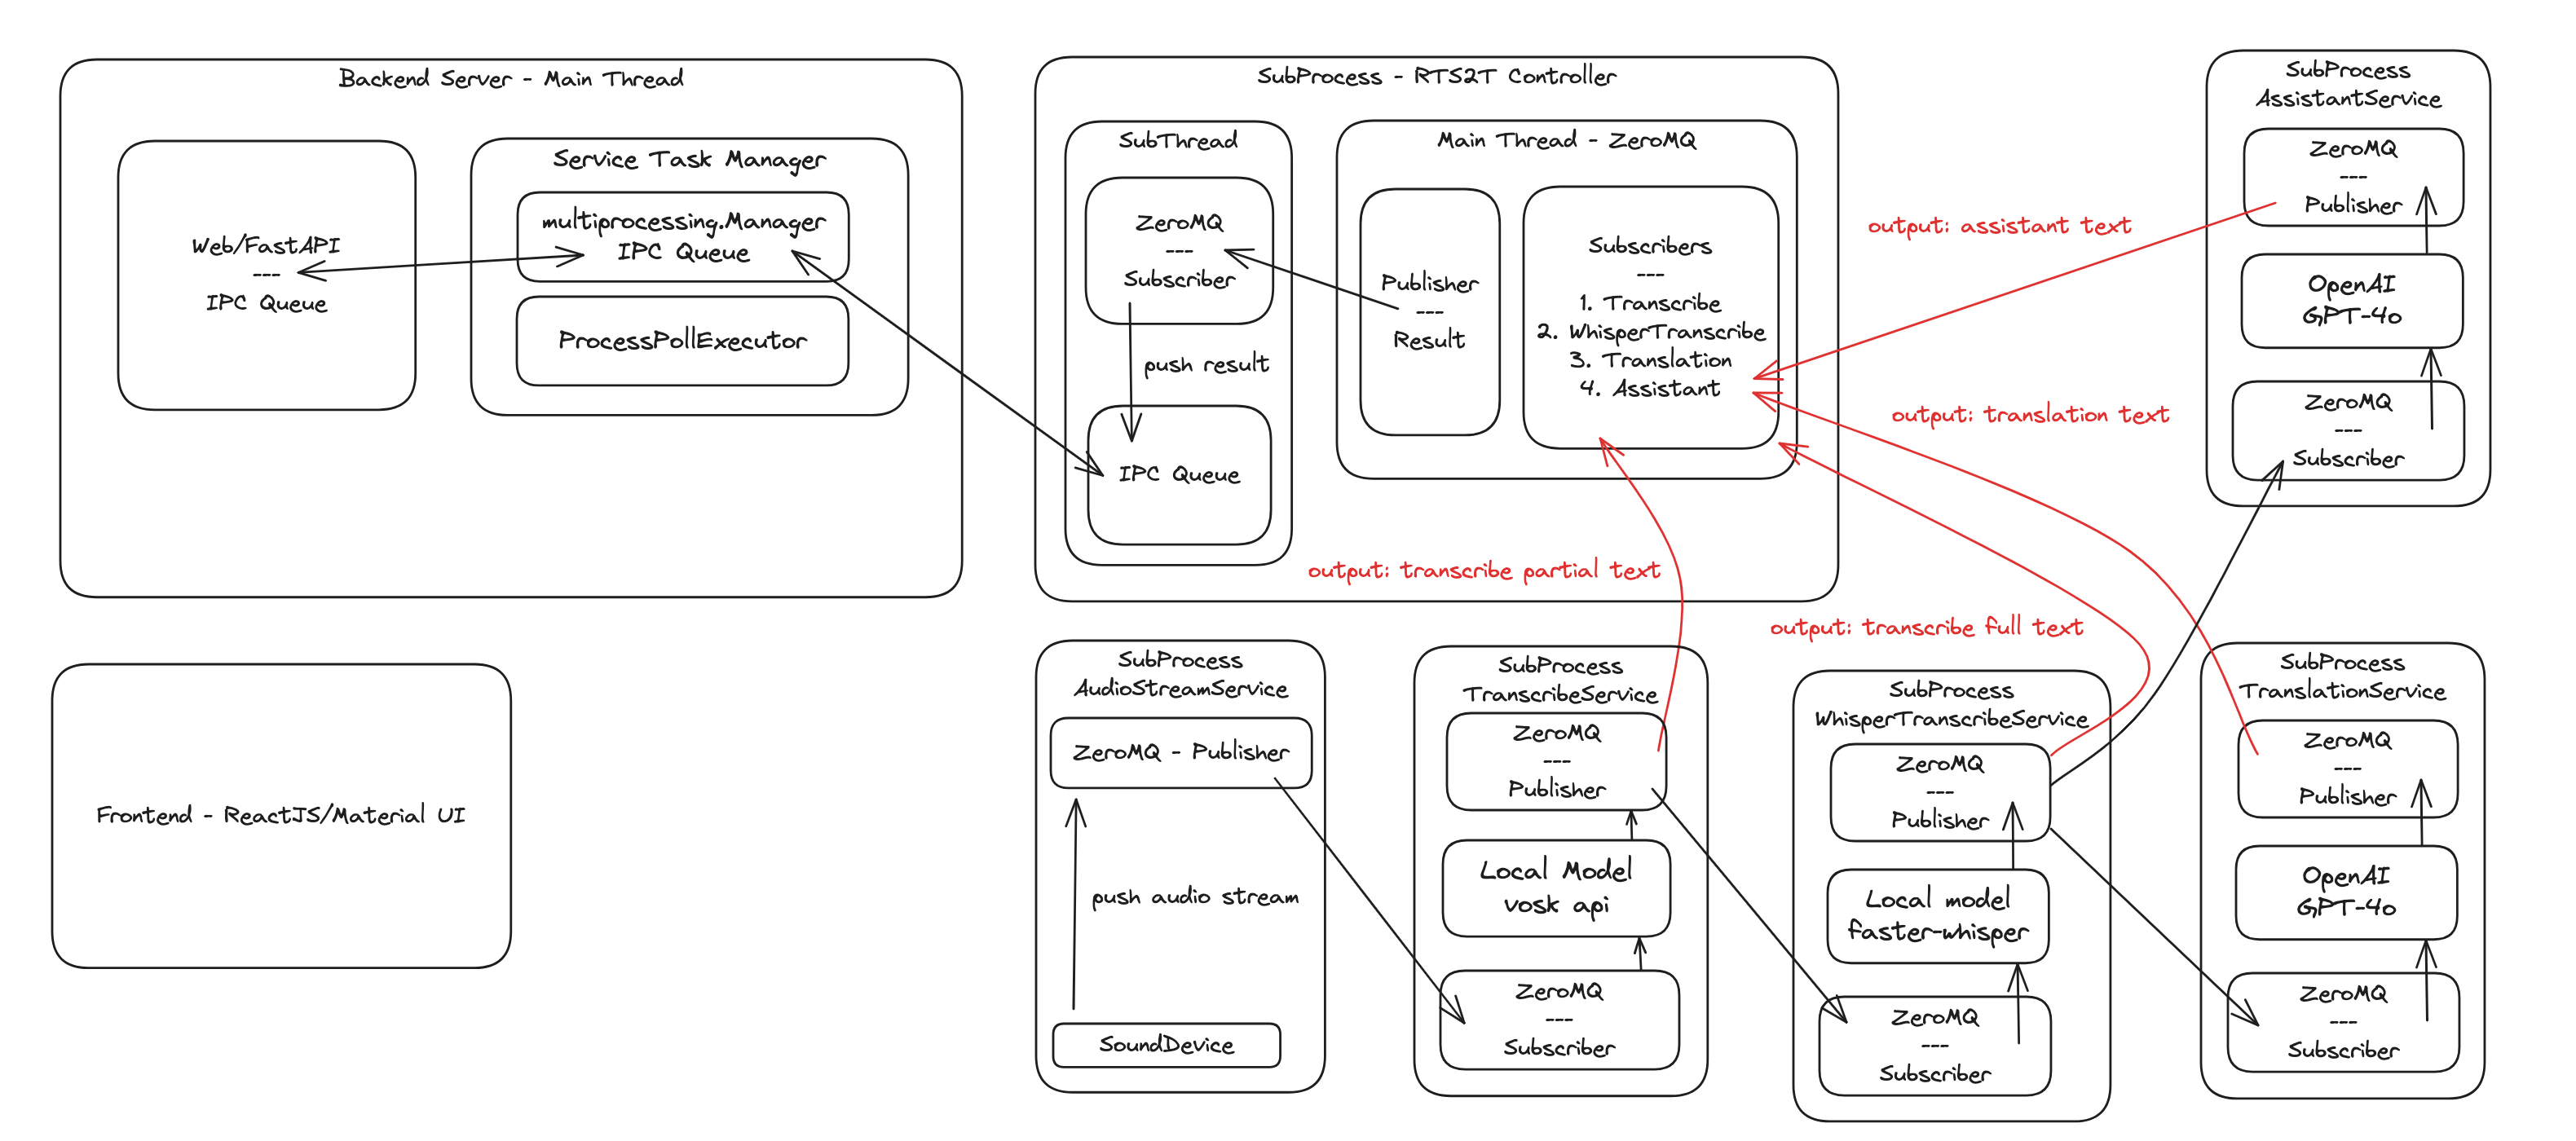 Backend Server - Main Thread
Web/FastAPI
---
IPC Queue
Service Task Manager
multiprocessing.Manager
IPC Queue
ProcessPollExecutor
SubProcess - RTS2T Controller
SubThread
ZeroMQ
---
Subscriber
push result
IPC Queue
Main Thread - ZeroMQ
Publisher
---
Result
Subscribers
---
1. Transcribe
2. WhisperTranscribe
3. Translation
4. Assistant
output: assistant text
output: translation text
output: transcribe partial text
output: transcribe full text
SubProcess
AssistantService
ZeroMQ
---
Publisher
OpenAI
GPT-4o
ZeroMQ
---
Subscriber
Frontend - ReactJS/Material UI
SubProcess
AudioStreamService
ZeroMQ - Publisher
push audio stream
SoundDevice
SubProcess
TranscribeService
ZeroMQ
---
Publisher
Local Model
vosk api
ZeroMQ
---
Subscriber
SubProcess
WhisperTranscribeService
ZeroMQ
---
Publisher
Local model
faster-whisper
ZeroMQ
---
Subscriber
SubProcess
TranslationService
ZeroMQ
---
Publisher
OpenAI
GPT-4o
ZeroMQ
---
Subscriber